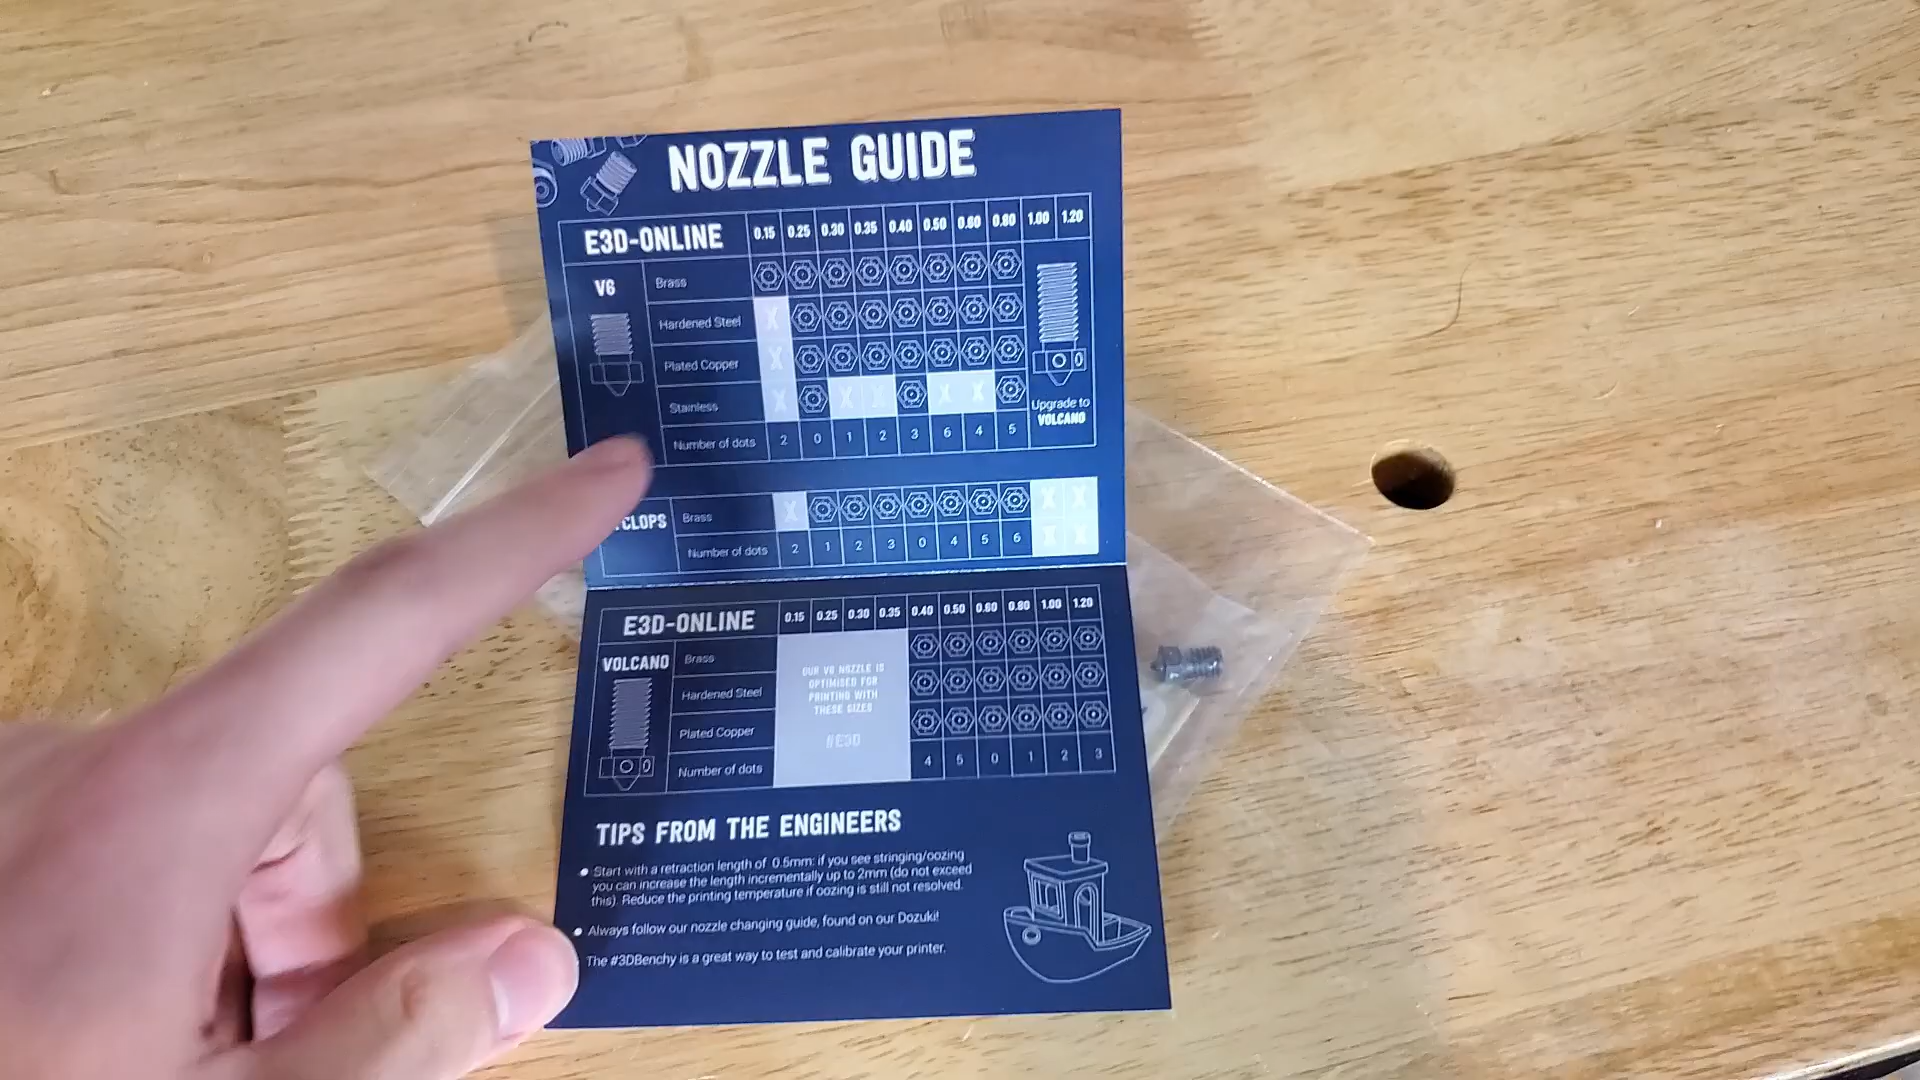 NOZZLE GUIDE
E3D-ONLINE 0.15 0.25 0.30 0.35 0.40 0.50 0.60 0.80 1.00 1.20
V6 Brass
Hardened Steel X
Plated Copper X
Stainless X X X X X
Upgrade to
VOLCANO
Number of dots 2 0 1 2 3 6 4 5
0
CLOPS Brass X X X
Number of dots 2 1 2 3 0 4 5 6 X X
E3D-ONLINE 0.15 0.25 0.30 0.35 0.40 0.50 0.60 0.80 1.00 1.20
VOLCANO Brass
Hardened Steel
Plated Copper
OUR V6 NOZZLE IS
OPTIMISED FOR
PRINTING WITH
THESE SIZES
#E3D
Number of dots 4 5 0 1 2 3
0
TIPS FROM THE ENGINEERS
Start with a retraction length of 0.5mm: if you see stringing/oozing
you can increase the length incrementally up to 2mm (do not exceed
this). Reduce the printing temperature if oozing is still not resolved.
Always follow our nozzle changing guide, found on our Dozuki!
The #3DBenchy is a great way to test and calibrate your printer.